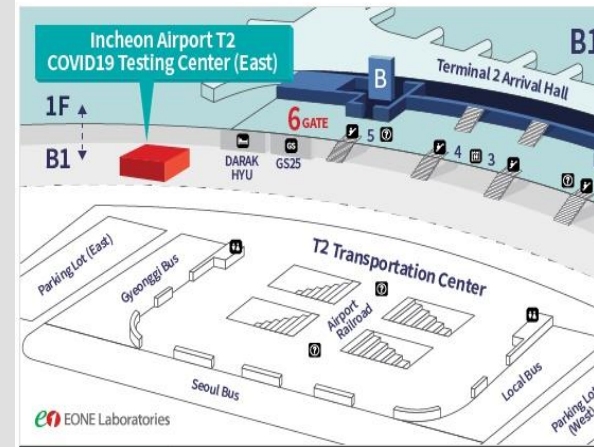 Incheon Airport T2
COVID19 Testing Center (East)
B1
Terminal 2 Arrival Hall
B
1F
B1
6 GATE
5
4
3
DARAK
HYU
GS
GS25
T2 Transportation Center
Parking Lot (East)
Gyeonggi Bus
Airport
Railroad
Seoul Bus
Local Bus
Parking Lot
(West)
e1 EONE Laboratories